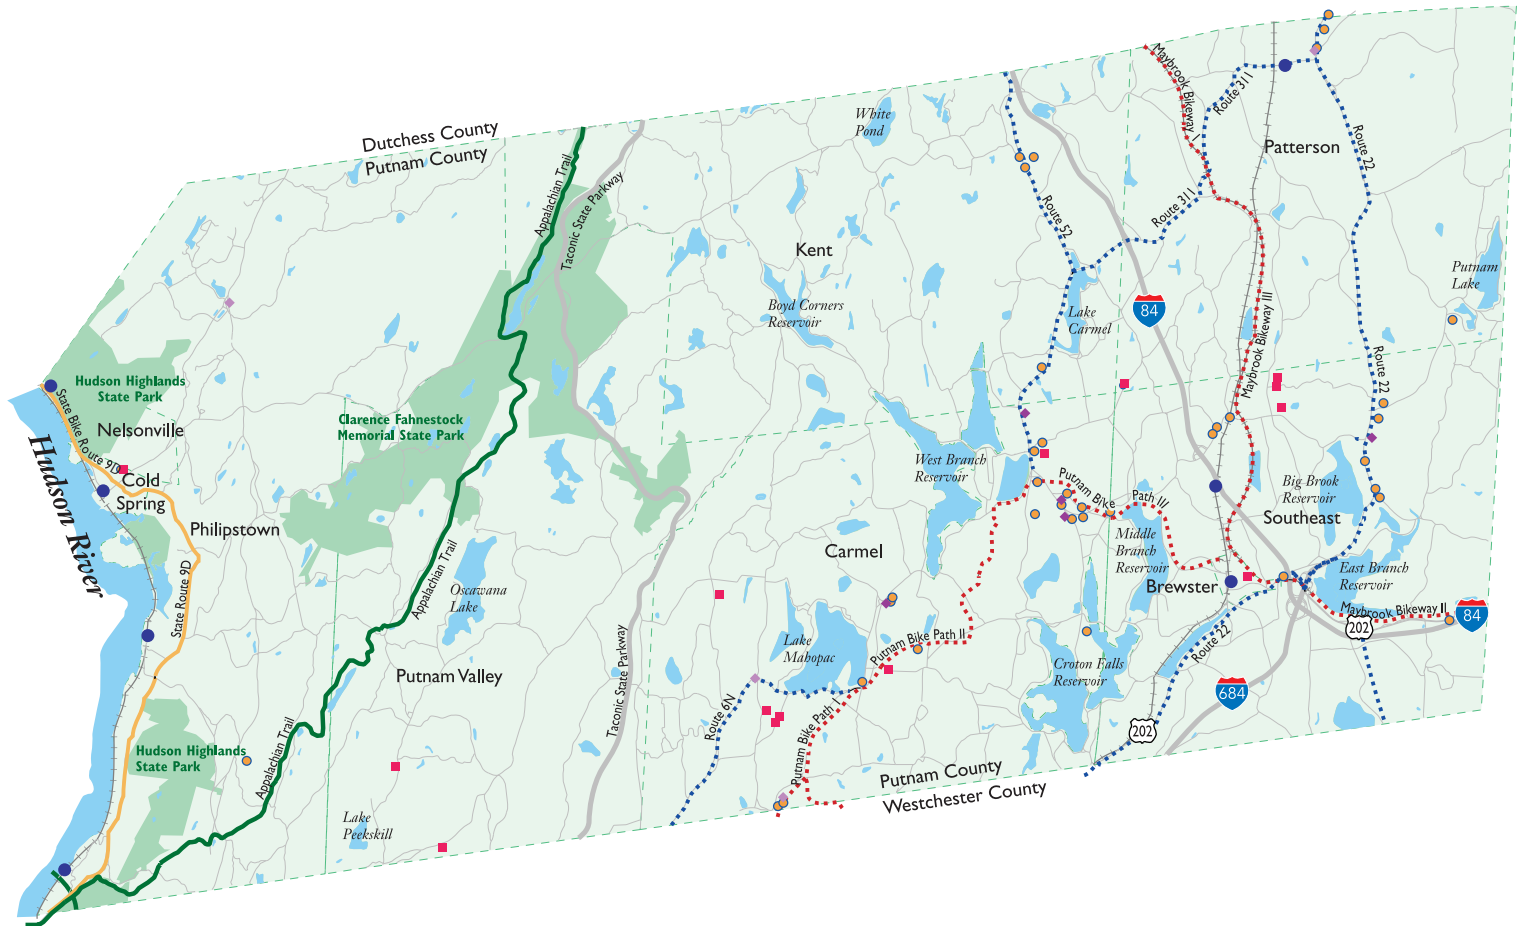 Dutchess County
Putnam County
Appalachian Trail
Taconic State Parkway
White
Pond
Maybrook Bikeway I
Route 311
Patterson
Route 22
Route 52
Route 311
Kent
Boyd Corners
Reservoir
Lake
Carmel
84
Maybrook Bikeway III
Putnam
Lake
Route 22
Hudson Highlands
State Park
State Bike Route 9D
Nelsonville
Cold
Spring
Philipstown
Hudson River
State Route 9D
Clarence Fahnestock
Memorial State Park
West Branch
Reservoir
Putnam Bike
Path III
Big Brook
Reservoir
Southeast
Middle
Branch
Reservoir
Carmel
Brewster
East Branch
Reservoir
Maybrook Bikeway II
84
202
Appalachian Trail
Oscawana
Lake
Taconic State Parkway
Putnam Valley
Lake
Mahopac
Putnam Bike Path II
Croton Falls
Reservoir
Route 22
684
202
Route 6N
Putnam Bike Path I
Hudson Highlands
State Park
Appalachian Trail
Lake
Peekskill
Putnam County
Westchester County